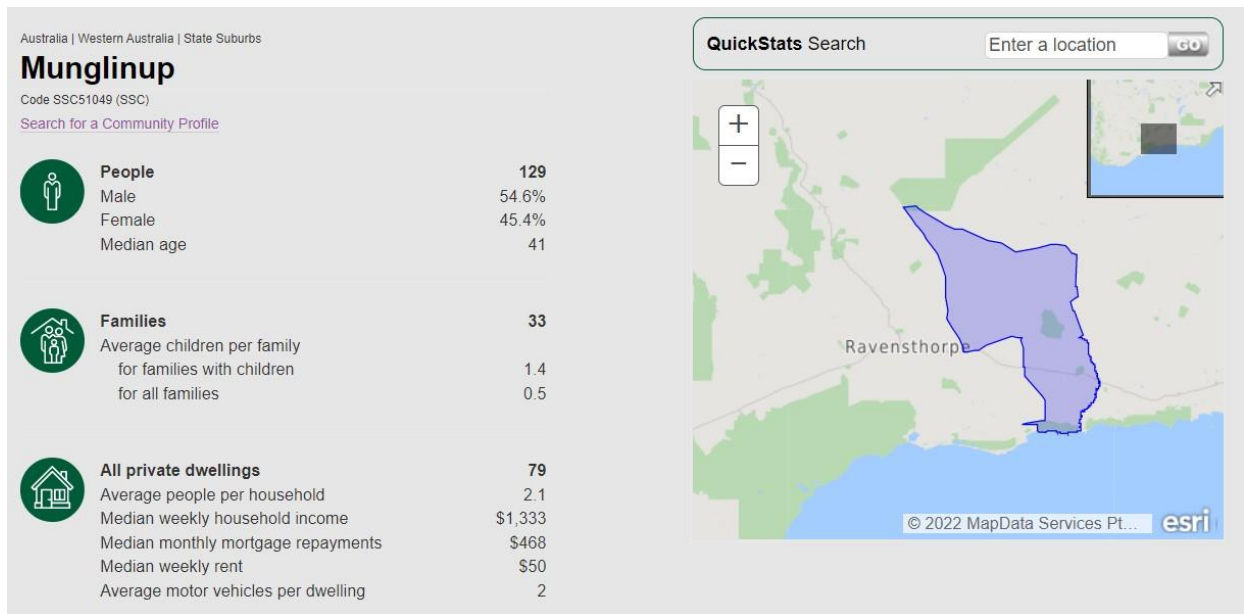 Australia | Western Australia | State Suburbs
Munglinup
Code SSC51049 (SSC)
Search for a Community Profile
People 129
Male 54.6%
Female 45.4%
Median age 41
Families 33
Average children per family
for families with children 1.4
for all families 0.5
All private dwellings 79
Average people per household 2.1
Median weekly household income $1,333
Median monthly mortgage repayments $468
Median weekly rent $50
Average motor vehicles per dwelling 2
QuickStats Search Enter a location GO
+
−
Ravensthorpe
© 2022 MapData Services Pt... esri